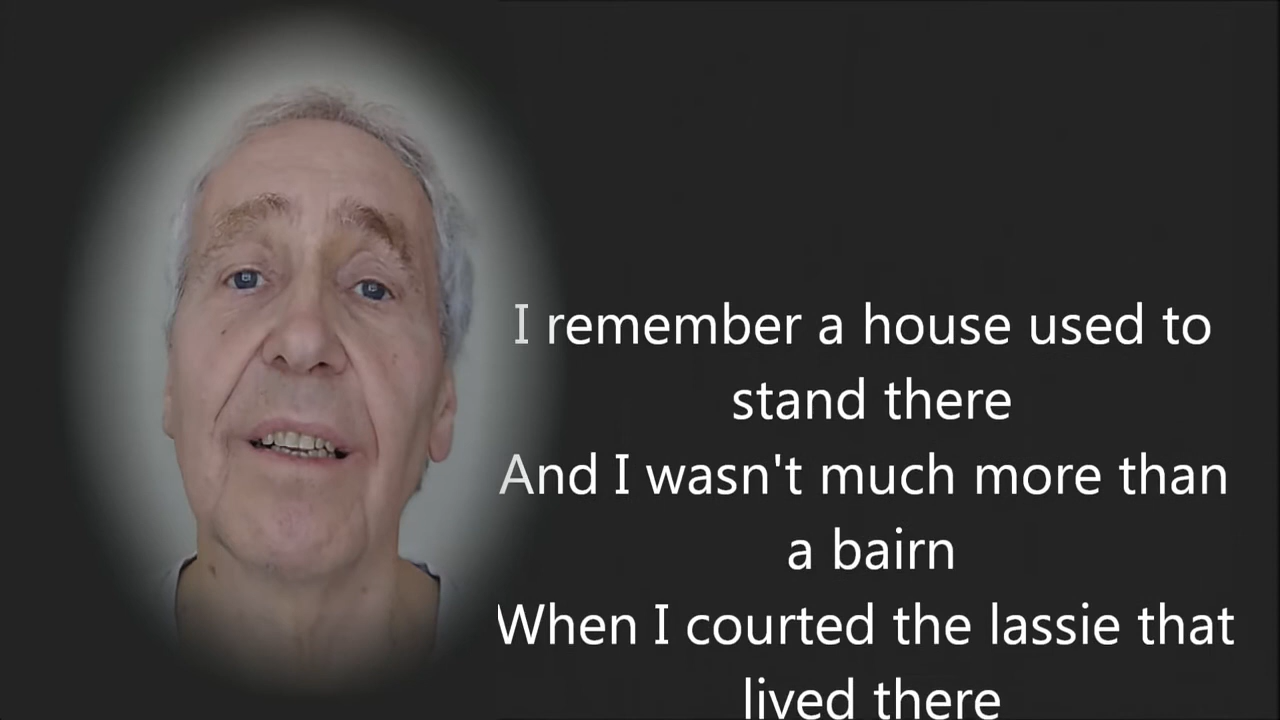 I remember a house used to
stand there
And I wasn't much more than
a bairn
When I courted the lassie that
lived there